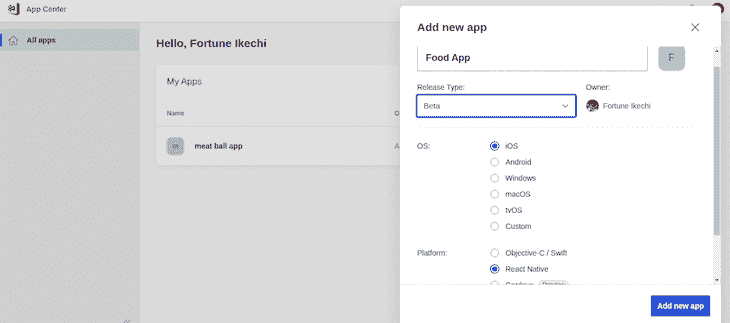 App Center
All apps
Hello, Fortune Ikechi
My Apps
Name
O
meat ball app
A
Add new app
Food App
F
Release Type:
Owner:
Beta
Fortune Ikechi
OS:
iOS
Android
Windows
macOS
tvOS
Custom
Platform:
Objective-C / Swift
React Native
Add new app